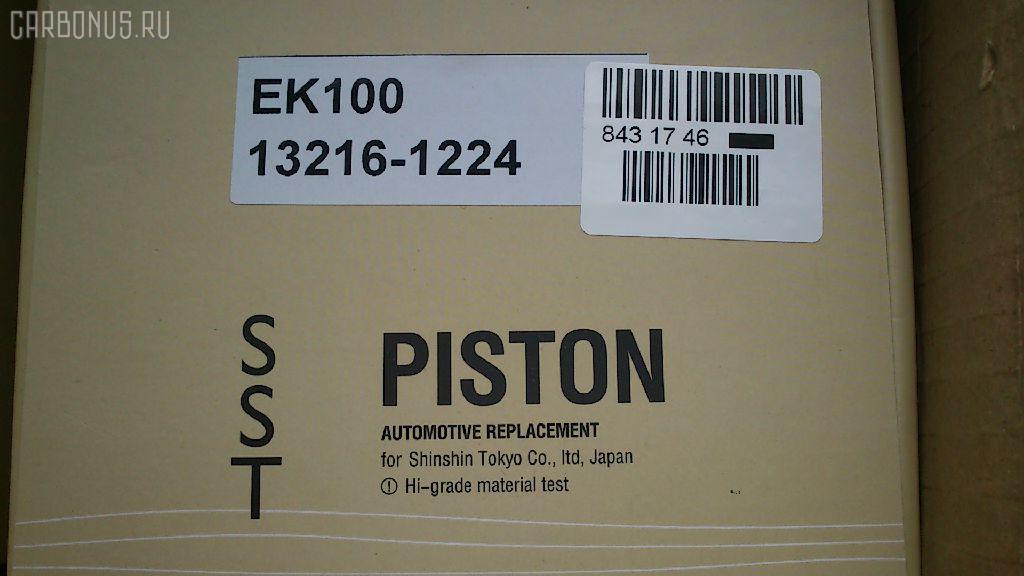 CARBONUS.RU
EK100
13216-1224
843 17 46
SST
PISTON
AUTOMOTIVE REPLACEMENT
for Shinshin Tokyo Co., ltd, Japan
! Hi-grade material test